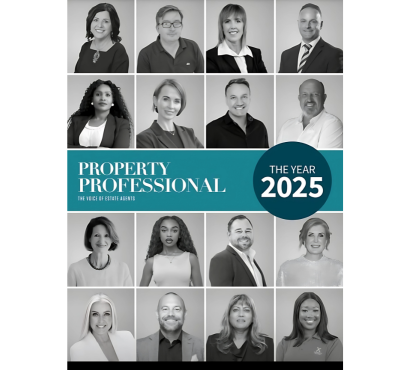 PROPERTY
PROFESSIONAL
THE VOICE OF ESTATE AGENTS
THE YEAR
2025